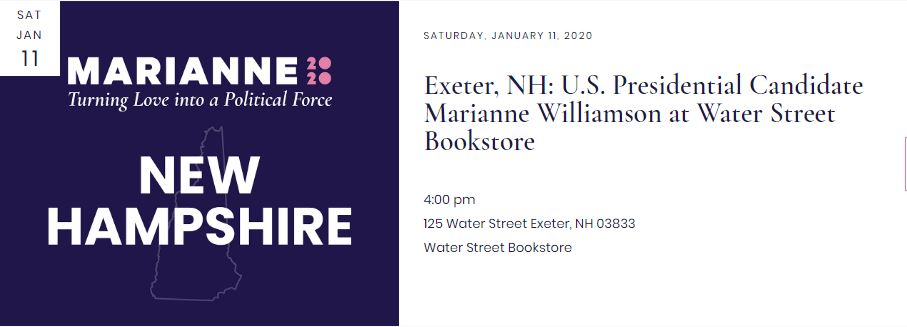 SAT
JAN
11
MARIANNE 2020
Turning Love into a Political Force
NEW
HAMPSHIRE
SATURDAY, JANUARY 11, 2020
Exeter, NH: U.S. Presidential Candidate
Marianne Williamson at Water Street
Bookstore
4:00 pm
125 Water Street Exeter, NH 03833
Water Street Bookstore